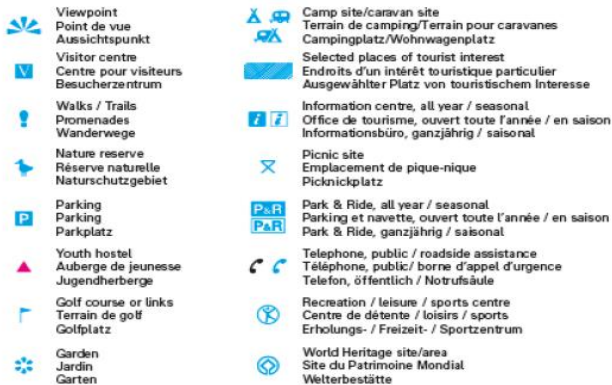 Viewpoint
Point de vue
Aussichtspunkt
V
Visitor centre
Centre pour visiteurs
Besucherzentrum
Walks / Trails
Promenades
Wanderwege
Nature reserve
Réserve naturelle
Naturschutzgebiet
P
Parking
Parking
Parkplatz
Youth hostel
Auberge de jeunesse
Jugendherberge
Golf course or links
Terrain de golf
Golfplatz
Garden
Jardin
Garten
Camp site/caravan site
Terrain de camping/Terrain pour caravanes
Campingplatz/Wohnwagenplatz
Selected places of tourist interest
Endroits d'un intérêt touristique particulier
Ausgewählter Platz von touristischem Interesse
i i
Information centre, all year / seasonal
Office de tourisme, ouvert toute l'année / en saison
Informationsbüro, ganzjährig / saisonal
Picnic site
Emplacement de pique-nique
Picknickplatz
P&R
P&R
Park & Ride, all year / seasonal
Parking et navette, ouvert toute l'année / en saison
Park & Ride, ganzjährig / saisonal
Telephone, public / roadside assistance
Téléphone, public/ borne d'appel d'urgence
Telefon, öffentlich / Notrufsäule
Recreation / leisure / sports centre
Centre de détente / loisirs / sports
Erholungs- / Freizeit- / Sportzentrum
World Heritage site/area
Site du Patrimoine Mondial
Welterbestätte